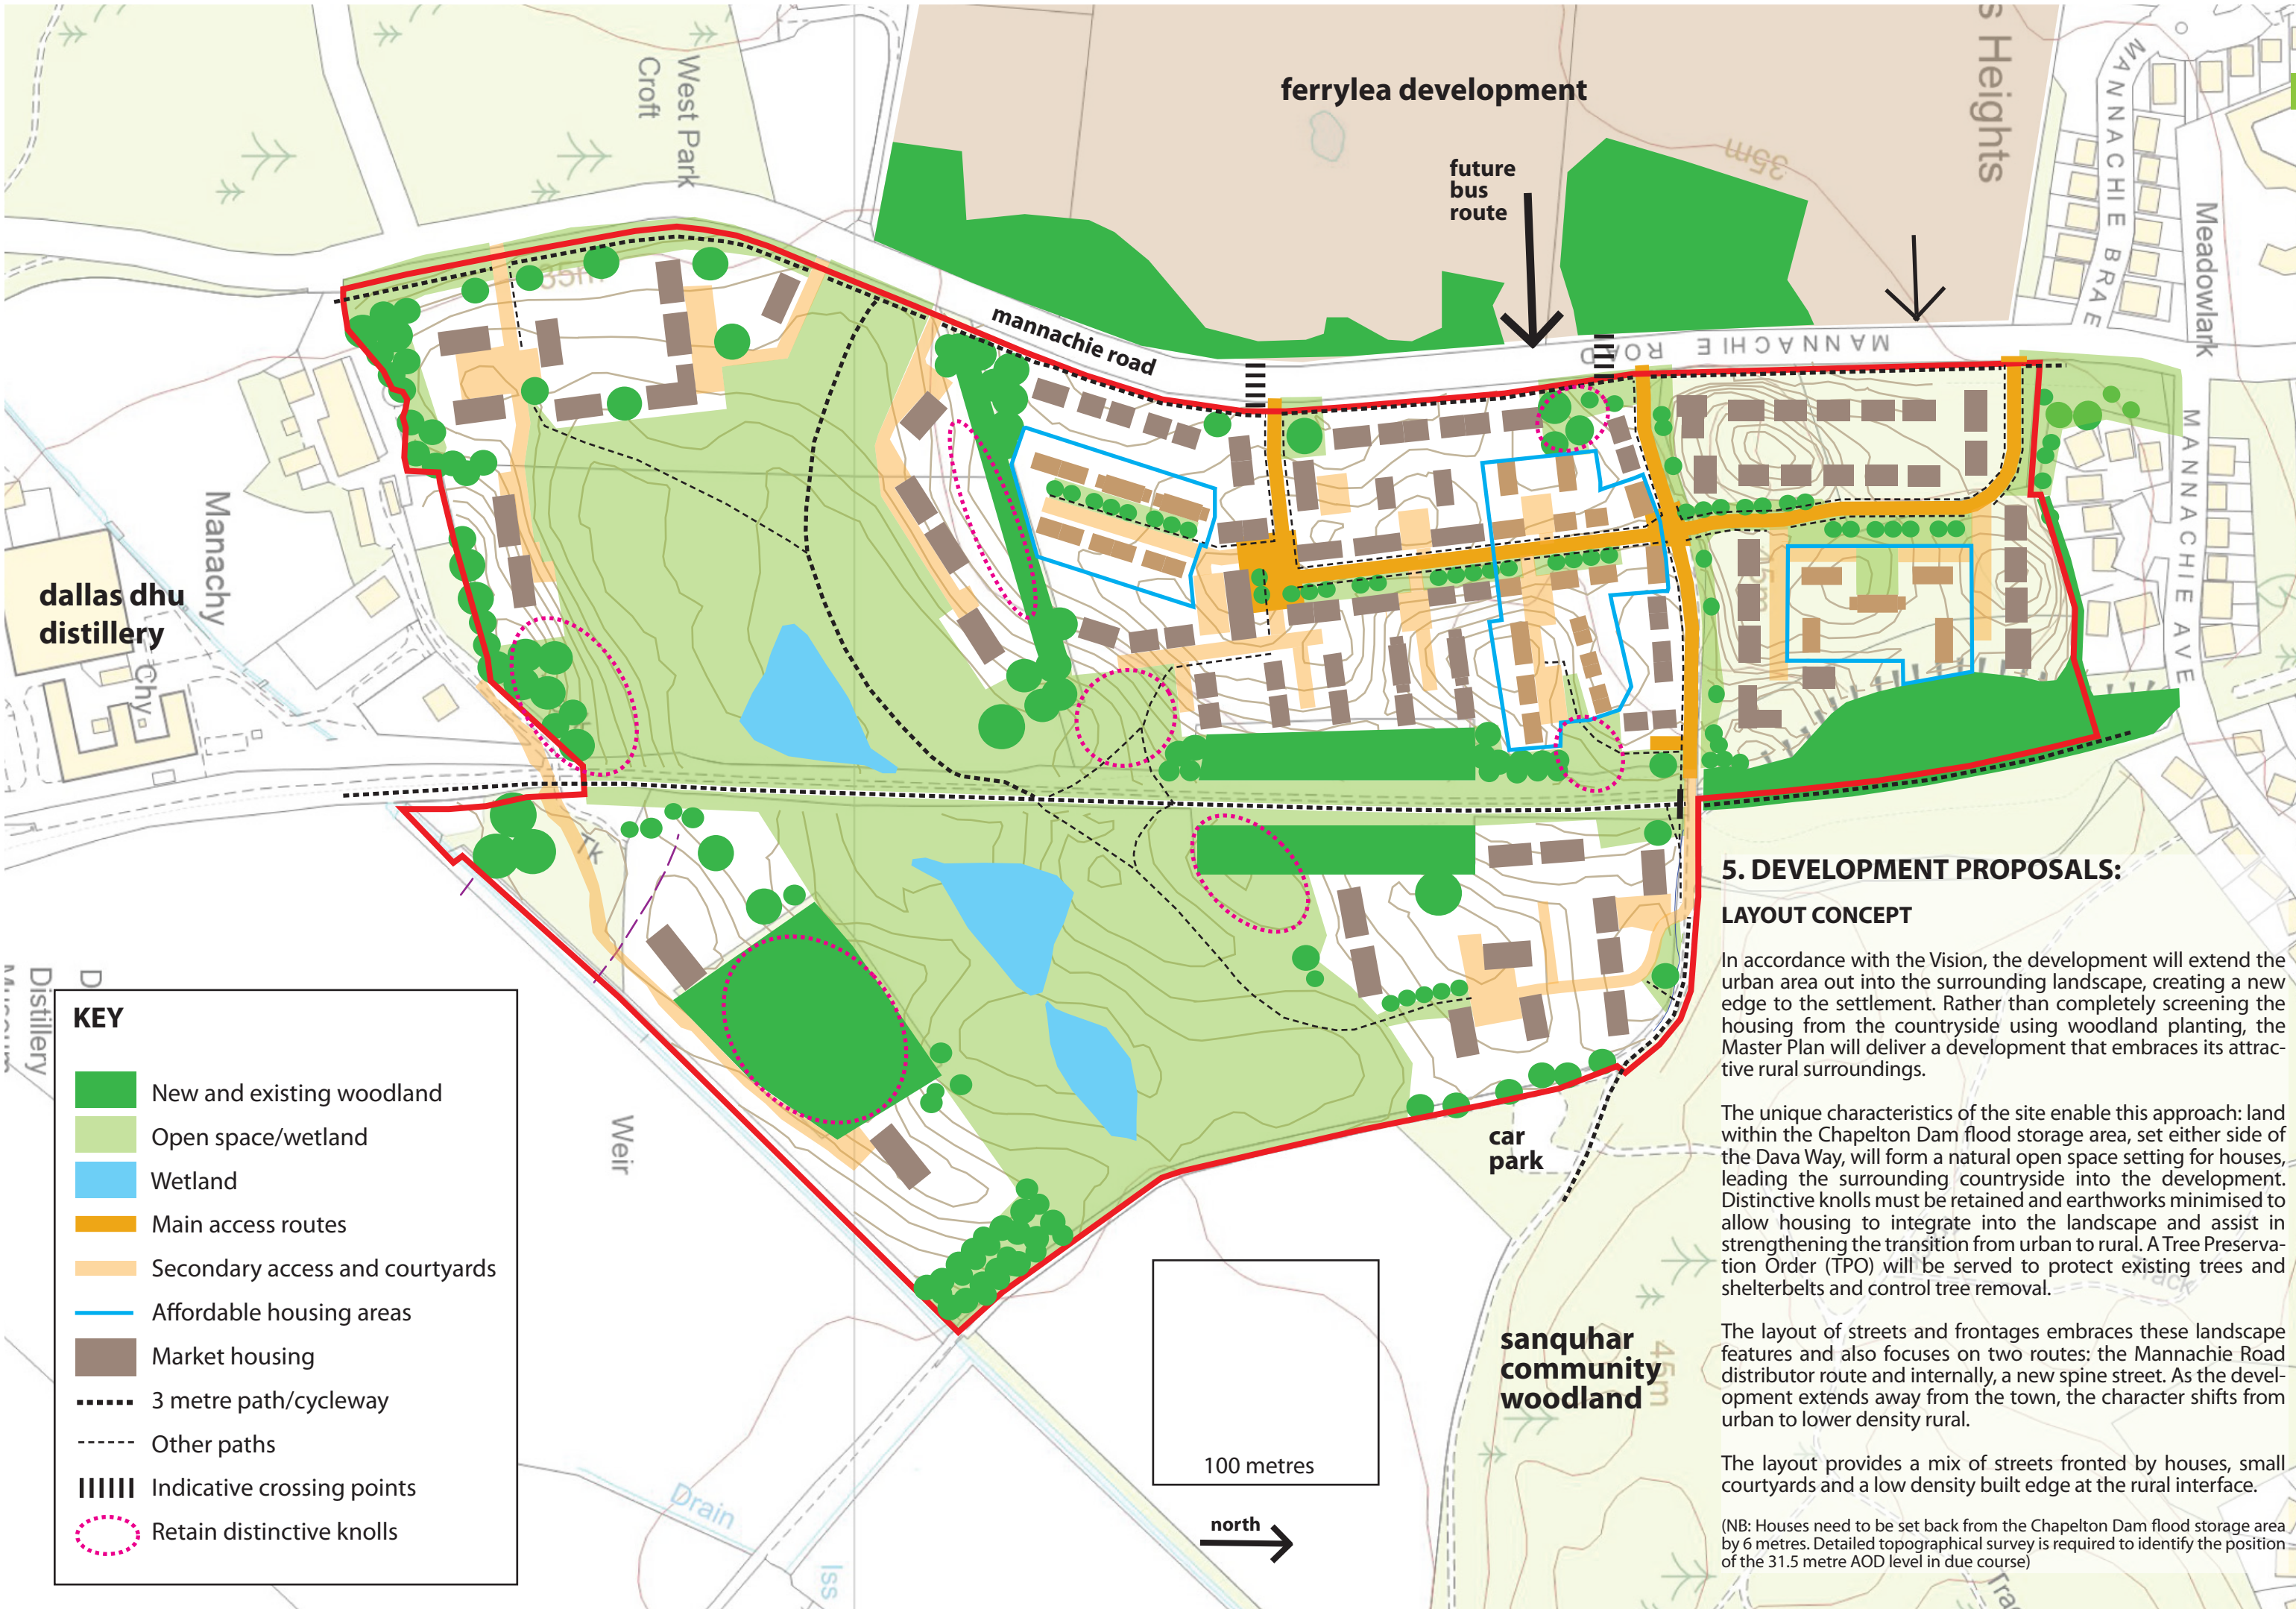 West Park
Croft
ferrylea development
future
bus
route
35m
s Heights
MANNACHIE BRAE
Meadowlark
35m
mannachie road
MANNACHIE ROAD
MANNACHIE AVE
Manachy
dallas dhu
distillery
Chy
Tk
Distillery
Weir
KEY
New and existing woodland
Open space/wetland
Wetland
Main access routes
Secondary access and courtyards
Affordable housing areas
Market housing
3 metre path/cycleway
Other paths
Indicative crossing points
Retain distinctive knolls
Drain
Iss
100 metres
north
car
park
sanquhar
community
woodland
45m
Track
5. DEVELOPMENT PROPOSALS:
LAYOUT CONCEPT
In accordance with the Vision, the development will extend the
urban area out into the surrounding landscape, creating a new
edge to the settlement. Rather than completely screening the
housing from the countryside using woodland planting, the
Master Plan will deliver a development that embraces its attrac-
tive rural surroundings.
The unique characteristics of the site enable this approach: land
within the Chapelton Dam flood storage area, set either side of
the Dava Way, will form a natural open space setting for houses,
leading the surrounding countryside into the development.
Distinctive knolls must be retained and earthworks minimised to
allow housing to integrate into the landscape and assist in
strengthening the transition from urban to rural. A Tree Preserva-
tion Order (TPO) will be served to protect existing trees and
shelterbelts and control tree removal.
The layout of streets and frontages embraces these landscape
features and also focuses on two routes: the Mannachie Road
distributor route and internally, a new spine street. As the devel-
opment extends away from the town, the character shifts from
urban to lower density rural.
The layout provides a mix of streets fronted by houses, small
courtyards and a low density built edge at the rural interface.
(NB: Houses need to be set back from the Chapelton Dam flood storage area
by 6 metres. Detailed topographical survey is required to identify the position
of the 31.5 metre AOD level in due course)